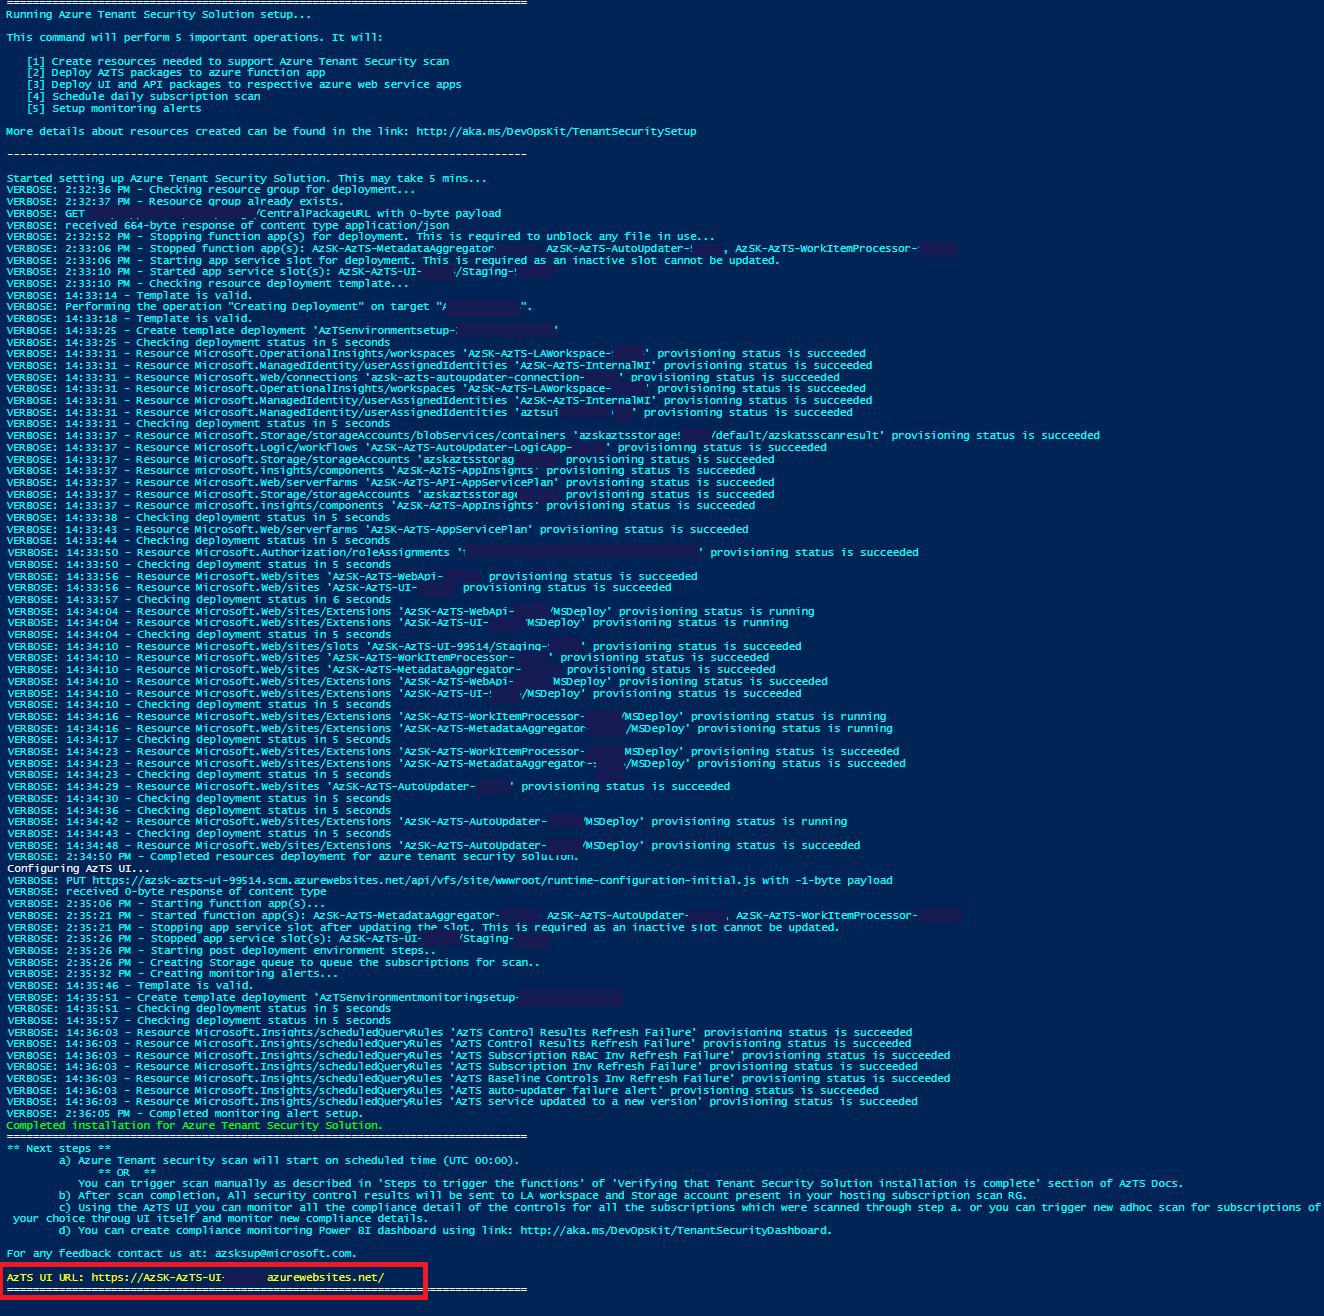 ================================================================================
Running Azure Tenant Security Solution setup...
This command will perform 5 important operations. It will:
[1] Create resources needed to support Azure Tenant Security scan
[2] Deploy AzTS packages to azure function app
[3] Deploy UI and API packages to respective azure web service apps
[4] Schedule daily subscription scan
[5] Setup monitoring alerts
More details about resources created can be found in the link: http://aka.ms/DevOpsKit/TenantSecuritySetup
--------------------------------------------------------------------------------
Started setting up Azure Tenant Security Solution. This may take 5 mins...
VERBOSE: 2:32:36 PM - Checking resource group for deployment...
VERBOSE: 2:32:37 PM - Resource group already exists.
VERBOSE: GET /CentralPackageURL with 0-byte payload
VERBOSE: received 664-byte response of content type application/json
VERBOSE: 2:32:52 PM - Stopping function app(s) for deployment. This is required to unblock any file in use...
VERBOSE: 2:33:06 PM - Stopped function app(s): AzSK-AzTS-MetadataAggregator- AzSK-AzTS-AutoUpdater- , AzSK-AzTS-WorkItemProcessor-
VERBOSE: 2:33:06 PM - Starting app service slot for deployment. This is required as an inactive slot cannot be updated.
VERBOSE: 2:33:10 PM - Started app service slot(s): AzSK-AzTS-UI- /Staging-
VERBOSE: 2:33:10 PM - Checking resource deployment template...
VERBOSE: 14:33:14 - Template is valid.
VERBOSE: Performing the operation "Creating Deployment" on target " ".
VERBOSE: 14:33:18 - Template is valid.
VERBOSE: 14:33:25 - Create template deployment 'AzTSenvironmentsetup- '
VERBOSE: 14:33:25 - Checking deployment status in 5 seconds
VERBOSE: 14:33:31 - Resource Microsoft.OperationalInsights/workspaces 'AzSK-AzTS-LAWorkspace- ' provisioning status is succeeded
VERBOSE: 14:33:31 - Resource Microsoft.ManagedIdentity/userAssignedIdentities 'AzSK-AzTS-InternalMI' provisioning status is succeeded
VERBOSE: 14:33:31 - Resource Microsoft.Web/connections 'azsk-azts-autoupdater-connection- ' provisioning status is succeeded
VERBOSE: 14:33:31 - Resource Microsoft.OperationalInsights/workspaces 'AzSK-AzTS-LAWorkspace- ' provisioning status is succeeded
VERBOSE: 14:33:31 - Resource Microsoft.ManagedIdentity/userAssignedIdentities 'AzSK-AzTS-InternalMI' provisioning status is succeeded
VERBOSE: 14:33:31 - Resource Microsoft.ManagedIdentity/userAssignedIdentities 'aztsui ' provisioning status is succeeded
VERBOSE: 14:33:31 - Checking deployment status in 5 seconds
VERBOSE: 14:33:37 - Resource Microsoft.Storage/storageAccounts/blobServices/containers 'azskaztsstorage /default/azskatsscanresult' provisioning status is succeeded
VERBOSE: 14:33:37 - Resource Microsoft.Logic/workflows 'AzSK-AzTS-AutoUpdater-LogicApp- ' provisioning status is succeeded
VERBOSE: 14:33:37 - Resource Microsoft.Storage/storageAccounts 'azskaztsstorag provisioning status is succeeded
VERBOSE: 14:33:37 - Resource microsoft.insights/components 'AzSK-AzTS-AppInsights' provisioning status is succeeded
VERBOSE: 14:33:37 - Resource Microsoft.Web/serverfarms 'AzSK-AzTS-API-AppServicePlan' provisioning status is succeeded
VERBOSE: 14:33:37 - Resource Microsoft.Storage/storageAccounts 'azskaztsstorage provisioning status is succeeded
VERBOSE: 14:33:37 - Resource microsoft.insights/components 'AzSK-AzTS-AppInsights' provisioning status is succeeded
VERBOSE: 14:33:38 - Checking deployment status in 5 seconds
VERBOSE: 14:33:43 - Resource Microsoft.Web/serverfarms 'AzSK-AzTS-AppServicePlan' provisioning status is succeeded
VERBOSE: 14:33:44 - Checking deployment status in 5 seconds
VERBOSE: 14:33:50 - Resource Microsoft.Authorization/roleAssignments ' ' provisioning status is succeeded
VERBOSE: 14:33:50 - Checking deployment status in 5 seconds
VERBOSE: 14:33:56 - Resource Microsoft.Web/sites 'AzSK-AzTS-WebApi- ' provisioning status is succeeded
VERBOSE: 14:33:56 - Resource Microsoft.Web/sites 'AzSK-AzTS-UI- provisioning status is succeeded
VERBOSE: 14:33:57 - Checking deployment status in 6 seconds
VERBOSE: 14:34:04 - Resource Microsoft.Web/sites/Extensions 'AzSK-AzTS-WebApi- /MSDeploy' provisioning status is running
VERBOSE: 14:34:04 - Resource Microsoft.Web/sites/Extensions 'AzSK-AzTS-UI- /MSDeploy' provisioning status is running
VERBOSE: 14:34:04 - Checking deployment status in 5 seconds
VERBOSE: 14:34:10 - Resource Microsoft.Web/sites/slots 'AzSK-AzTS-UI-99514/Staging- ' provisioning status is succeeded
VERBOSE: 14:34:10 - Resource Microsoft.Web/sites 'AzSK-AzTS-WorkItemProcessor- ' provisioning status is succeeded
VERBOSE: 14:34:10 - Resource Microsoft.Web/sites 'AzSK-AzTS-MetadataAggregator- provisioning status is succeeded
VERBOSE: 14:34:10 - Resource Microsoft.Web/sites/Extensions 'AzSK-AzTS-WebApi- MSDeploy' provisioning status is succeeded
VERBOSE: 14:34:10 - Resource Microsoft.Web/sites/Extensions 'AzSK-AzTS-UI- /MSDeploy' provisioning status is succeeded
VERBOSE: 14:34:10 - Checking deployment status in 5 seconds
VERBOSE: 14:34:16 - Resource Microsoft.Web/sites/Extensions 'AzSK-AzTS-WorkItemProcessor- /MSDeploy' provisioning status is running
VERBOSE: 14:34:16 - Resource Microsoft.Web/sites/Extensions 'AzSK-AzTS-MetadataAggregator- /MSDeploy' provisioning status is running
VERBOSE: 14:34:17 - Checking deployment status in 5 seconds
VERBOSE: 14:34:23 - Resource Microsoft.Web/sites/Extensions 'AzSK-AzTS-WorkItemProcessor- MSDeploy' provisioning status is succeeded
VERBOSE: 14:34:23 - Resource Microsoft.Web/sites/Extensions 'AzSK-AzTS-MetadataAggregator- /MSDeploy' provisioning status is succeeded
VERBOSE: 14:34:23 - Checking deployment status in 5 seconds
VERBOSE: 14:34:29 - Resource Microsoft.Web/sites 'AzSK-AzTS-AutoUpdater- ' provisioning status is succeeded
VERBOSE: 14:34:30 - Checking deployment status in 5 seconds
VERBOSE: 14:34:36 - Checking deployment status in 5 seconds
VERBOSE: 14:34:42 - Resource Microsoft.Web/sites/Extensions 'AzSK-AzTS-AutoUpdater- /MSDeploy' provisioning status is running
VERBOSE: 14:34:43 - Checking deployment status in 5 seconds
VERBOSE: 14:34:48 - Resource Microsoft.Web/sites/Extensions 'AzSK-AzTS-AutoUpdater- /MSDeploy' provisioning status is succeeded
VERBOSE: 2:34:50 PM - Completed resources deployment for azure tenant security solution.
Configuring AzTS UI...
VERBOSE: PUT https://azsk-azts-ui-99514.scm.azurewebsites.net/api/vfs/site/wwwroot/runtime-configuration-initial.js with -1-byte payload
VERBOSE: received 0-byte response of content type
VERBOSE: 2:35:06 PM - Starting function app(s)...
VERBOSE: 2:35:21 PM - Started function app(s): AzSK-AzTS-MetadataAggregator- AzSK-AzTS-AutoUpdater- , AzSK-AzTS-WorkItemProcessor-
VERBOSE: 2:35:21 PM - Stopping app service slot after updating the slot. This is required as an inactive slot cannot be updated.
VERBOSE: 2:35:26 PM - Stopped app service slot(s): AzSK-AzTS-UI- /Staging-
VERBOSE: 2:35:26 PM - Starting post deployment environment steps..
VERBOSE: 2:35:26 PM - Creating Storage queue to queue the subscriptions for scan..
VERBOSE: 2:35:32 PM - Creating monitoring alerts...
VERBOSE: 14:35:46 - Template is valid.
VERBOSE: 14:35:51 - Create template deployment 'AzTSenvironmentmonitoringsetup- '
VERBOSE: 14:35:51 - Checking deployment status in 5 seconds
VERBOSE: 14:35:57 - Checking deployment status in 5 seconds
VERBOSE: 14:36:03 - Resource Microsoft.Insights/scheduledQueryRules 'AzTS Control Results Refresh Failure' provisioning status is succeeded
VERBOSE: 14:36:03 - Resource Microsoft.Insights/scheduledQueryRules 'AzTS Control Results Refresh Failure' provisioning status is succeeded
VERBOSE: 14:36:03 - Resource Microsoft.Insights/scheduledQueryRules 'AzTS Subscription RBAC Inv Refresh Failure' provisioning status is succeeded
VERBOSE: 14:36:03 - Resource Microsoft.Insights/scheduledQueryRules 'AzTS Subscription Inv Refresh Failure' provisioning status is succeeded
VERBOSE: 14:36:03 - Resource Microsoft.Insights/scheduledQueryRules 'AzTS Baseline Controls Inv Refresh Failure' provisioning status is succeeded
VERBOSE: 14:36:03 - Resource Microsoft.Insights/scheduledQueryRules 'AzTS auto-updater failure alert' provisioning status is succeeded
VERBOSE: 14:36:03 - Resource Microsoft.Insights/scheduledQueryRules 'AzTS service updated to a new version' provisioning status is succeeded
VERBOSE: 2:36:05 PM - Completed monitoring alert setup.
Completed installation for Azure Tenant Security Solution.
================================================================================
** Next steps **
a) Azure Tenant security scan will start on scheduled time (UTC 00:00).
** OR **
You can trigger scan manually as described in 'Steps to trigger the functions' of 'Verifying that Tenant Security Solution installation is complete' section of AzTS Docs.
b) After scan completion, All security control results will be sent to LA workspace and Storage account present in your hosting subscription scan RG.
c) Using the AzTS UI you can monitor all the compliance detail of the controls for all the subscriptions which were scanned through step a. or you can trigger new adhoc scan for subscriptions of
your choice throug UI itself and monitor new compliance details.
d) You can create compliance monitoring Power BI dashboard using link: http://aka.ms/DevOpsKit/TenantSecurityDashboard.
For any feedback contact us at: azsksup@microsoft.com.
AzTS UI URL: https://AzSK-AzTS-UI- azurewebsites.net/
================================================================================